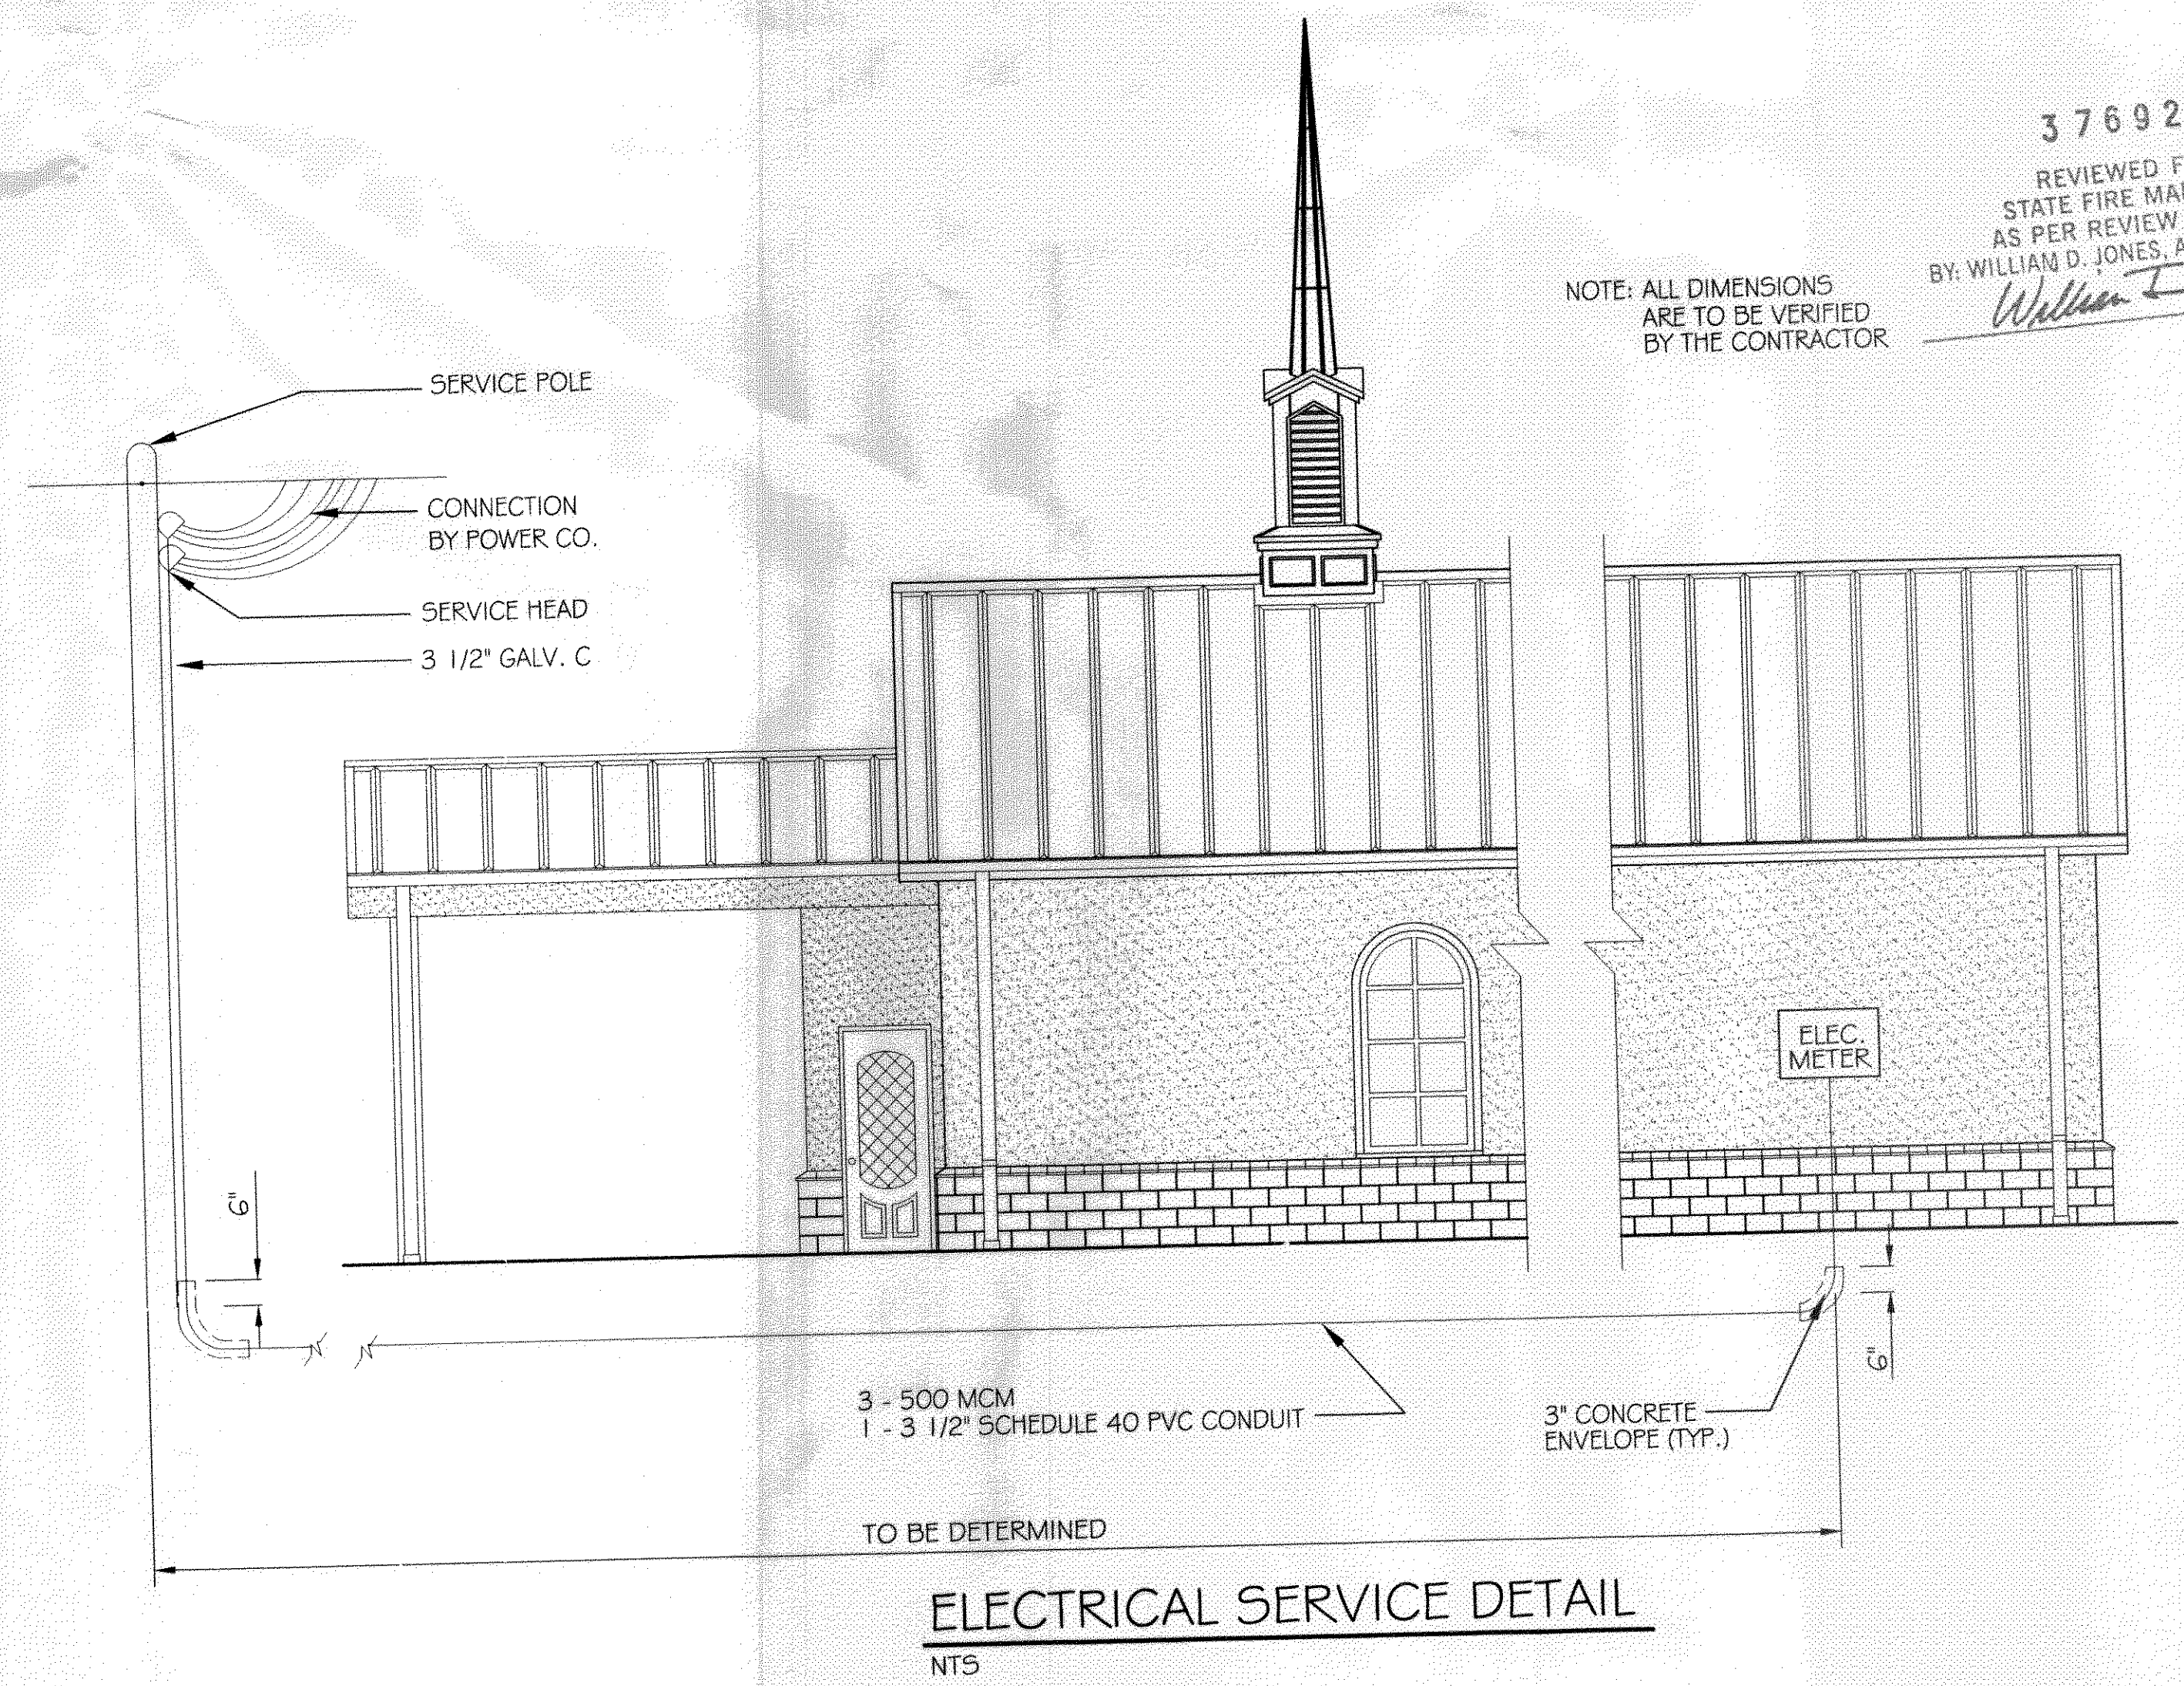 3 7 6 9 2
REVIEWED F
STATE FIRE MA
AS PER REVIEW
BY: WILLIAM D. JONES, A
William
NOTE: ALL DIMENSIONS
ARE TO BE VERIFIED
BY THE CONTRACTOR
SERVICE POLE
CONNECTION
BY POWER CO.
SERVICE HEAD
3 1/2" GALV. C
ELEC.
METER
6"
6"
3 - 500 MCM
1 - 3 1/2" SCHEDULE 40 PVC CONDUIT
3" CONCRETE
ENVELOPE (TYP.)
TO BE DETERMINED
ELECTRICAL SERVICE DETAIL
NTS